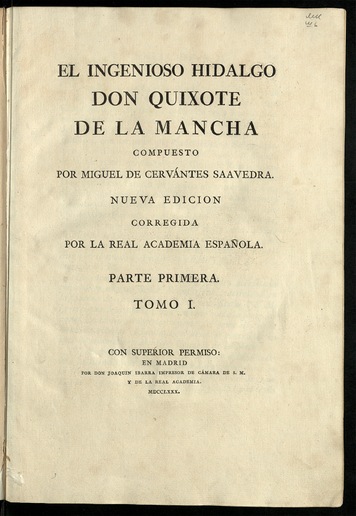 EL INGENIOSO HIDALGO
DON QUIXOTE
DE LA MANCHA
COMPUESTO
POR MIGUEL DE CERVÁNTES SAAVEDRA.
NUEVA EDICION
CORREGIDA
POR LA REAL ACADEMIA ESPAÑOLA.
PARTE PRIMERA.
TOMO I.
CON SUPERIOR PERMISO:
EN MADRID
POR DON JOAQUIN IBARRA IMPRESOR DE CÁMARA DE S. M.
Y DE LA REAL ACADEMIA.
MDCCLXXX.